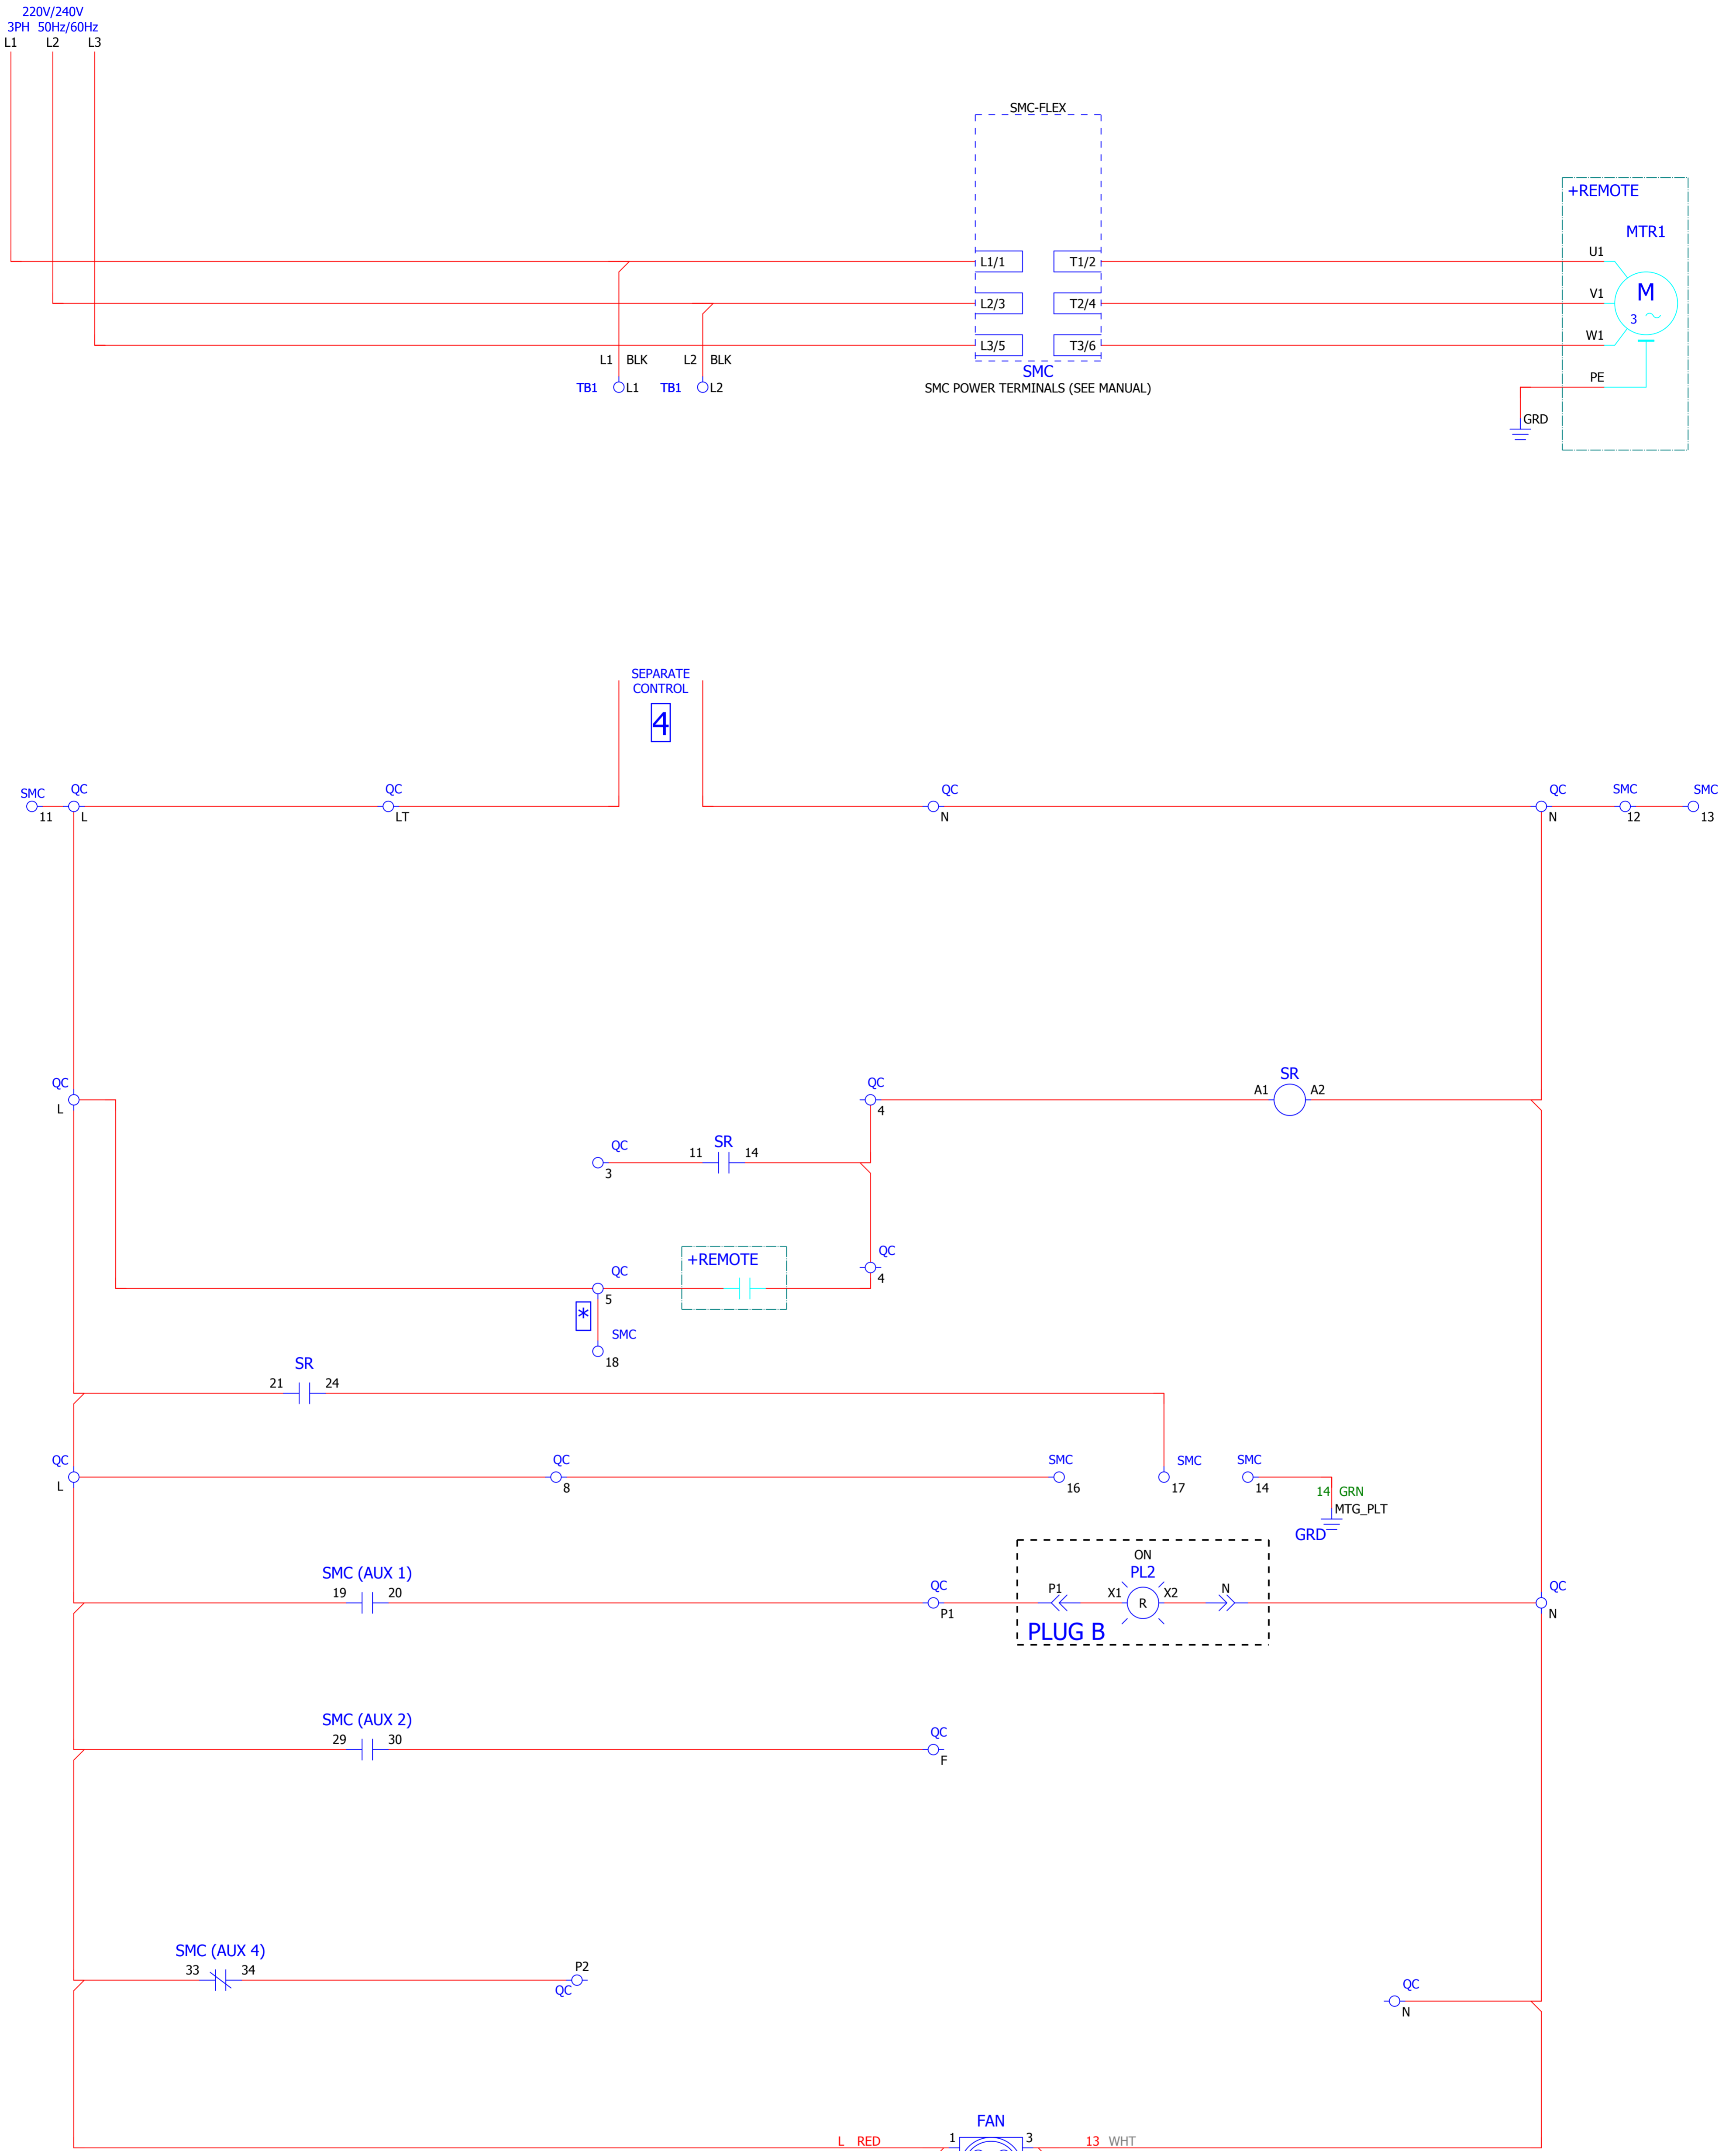 220V/240V
3PH 50Hz/60Hz
L1 L2 L3
SMC-FLEX
+REMOTE
MTR1
L1/1 T1/2 U1
L2/3 T2/4 V1 M
3
L3/5 T3/6 W1
L1 BLK L2 BLK
SMC
PE
TB1 L1 TB1 L2
SMC POWER TERMINALS (SEE MANUAL)
GRD
SEPARATE
CONTROL
4
SMC QC QC QC QC SMC SMC
11 L LT N N 12 13
SR
QC QC A1 A2
L 4
QC 11 SR 14
3
QC
+REMOTE
QC 4
5
*
SMC
18
SR
21 24
QC QC SMC SMC SMC
L 8 16 17 14
14 GRN
MTG_PLT
GRD
ON
SMC (AUX 1) PL2
19 20 QC P1 X1 X2 N QC
R
P1 N
PLUG B
SMC (AUX 2)
29 30 QC
F
SMC (AUX 4)
33 34 P2
QC
QC
N
FAN
L RED 1 3 13 WHT